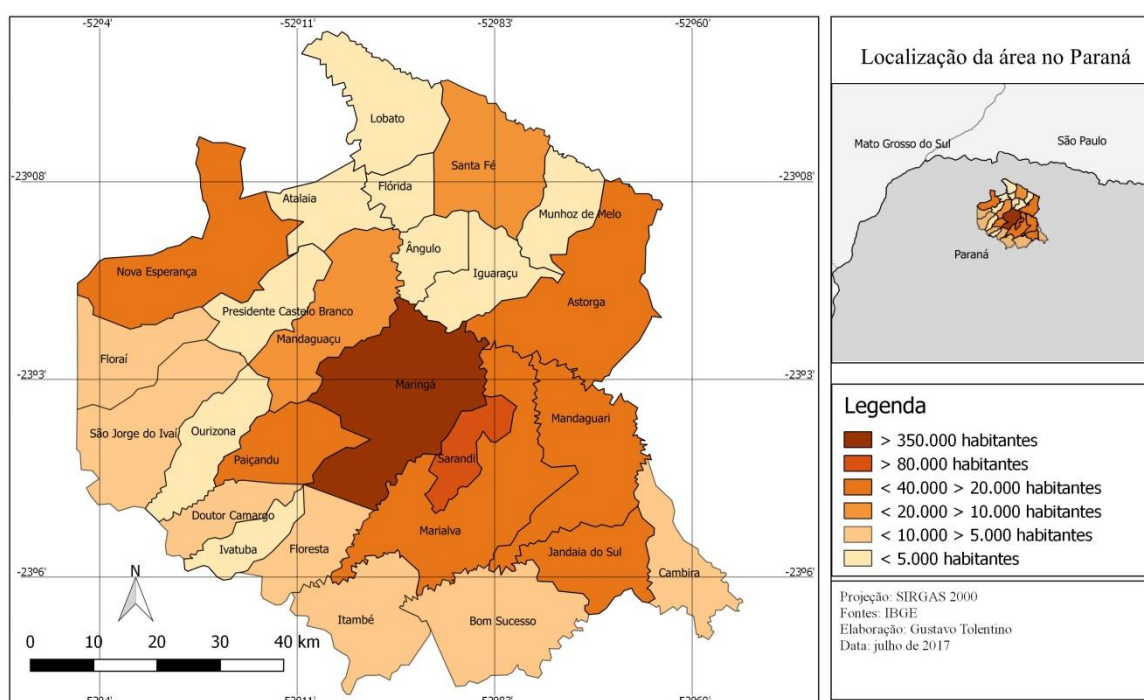 -52º4'
-52º11'
-52º83'
-52º60'
Localização da área no Paraná
Mato Grosso do Sul
São Paulo
Paraná
-23º08'
-23º3'
-23º6'
Lobato
Santa Fé
Flórida
Atalaia
Munhoz de Melo
Ângulo
Iguaraçu
Nova Esperança
Astorga
Presidente Castelo Branco
Mandaguaçu
Floraí
Maringá
Mandaguari
São Jorge do Ivaí
Ourizona
Paiçandu
Sarandi
Doutor Camargo
Ivatuba
Floresta
Marialva
Jandaia do Sul
Cambira
Itambé
Bom Sucesso
N
0 10 20 30 40 km
-52º4'
-52º11'
-52º83'
-52º60'
Legenda
> 350.000 habitantes
> 80.000 habitantes
< 40.000 > 20.000 habitantes
< 20.000 > 10.000 habitantes
< 10.000 > 5.000 habitantes
< 5.000 habitantes
Projeção: SIRGAS 2000
Fontes: IBGE
Elaboração: Gustavo Tolentino
Data: julho de 2017